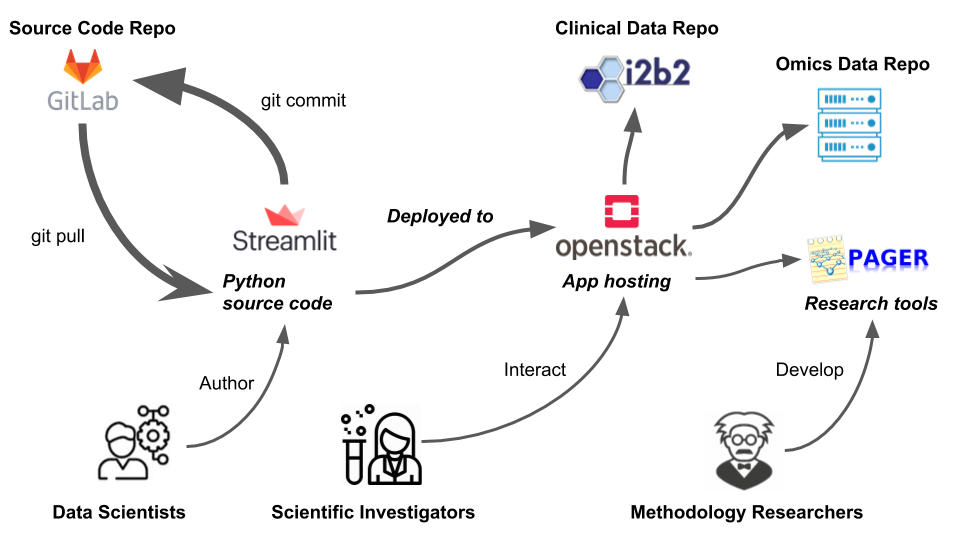 Source Code Repo
GitLab
git commit
git pull
Streamlit
Python
source code
Deployed to
Clinical Data Repo
i2b2
Omics Data Repo
openstack.
App hosting
PAGER
Research tools
Author
Interact
Develop
Data Scientists
Scientific Investigators
Methodology Researchers